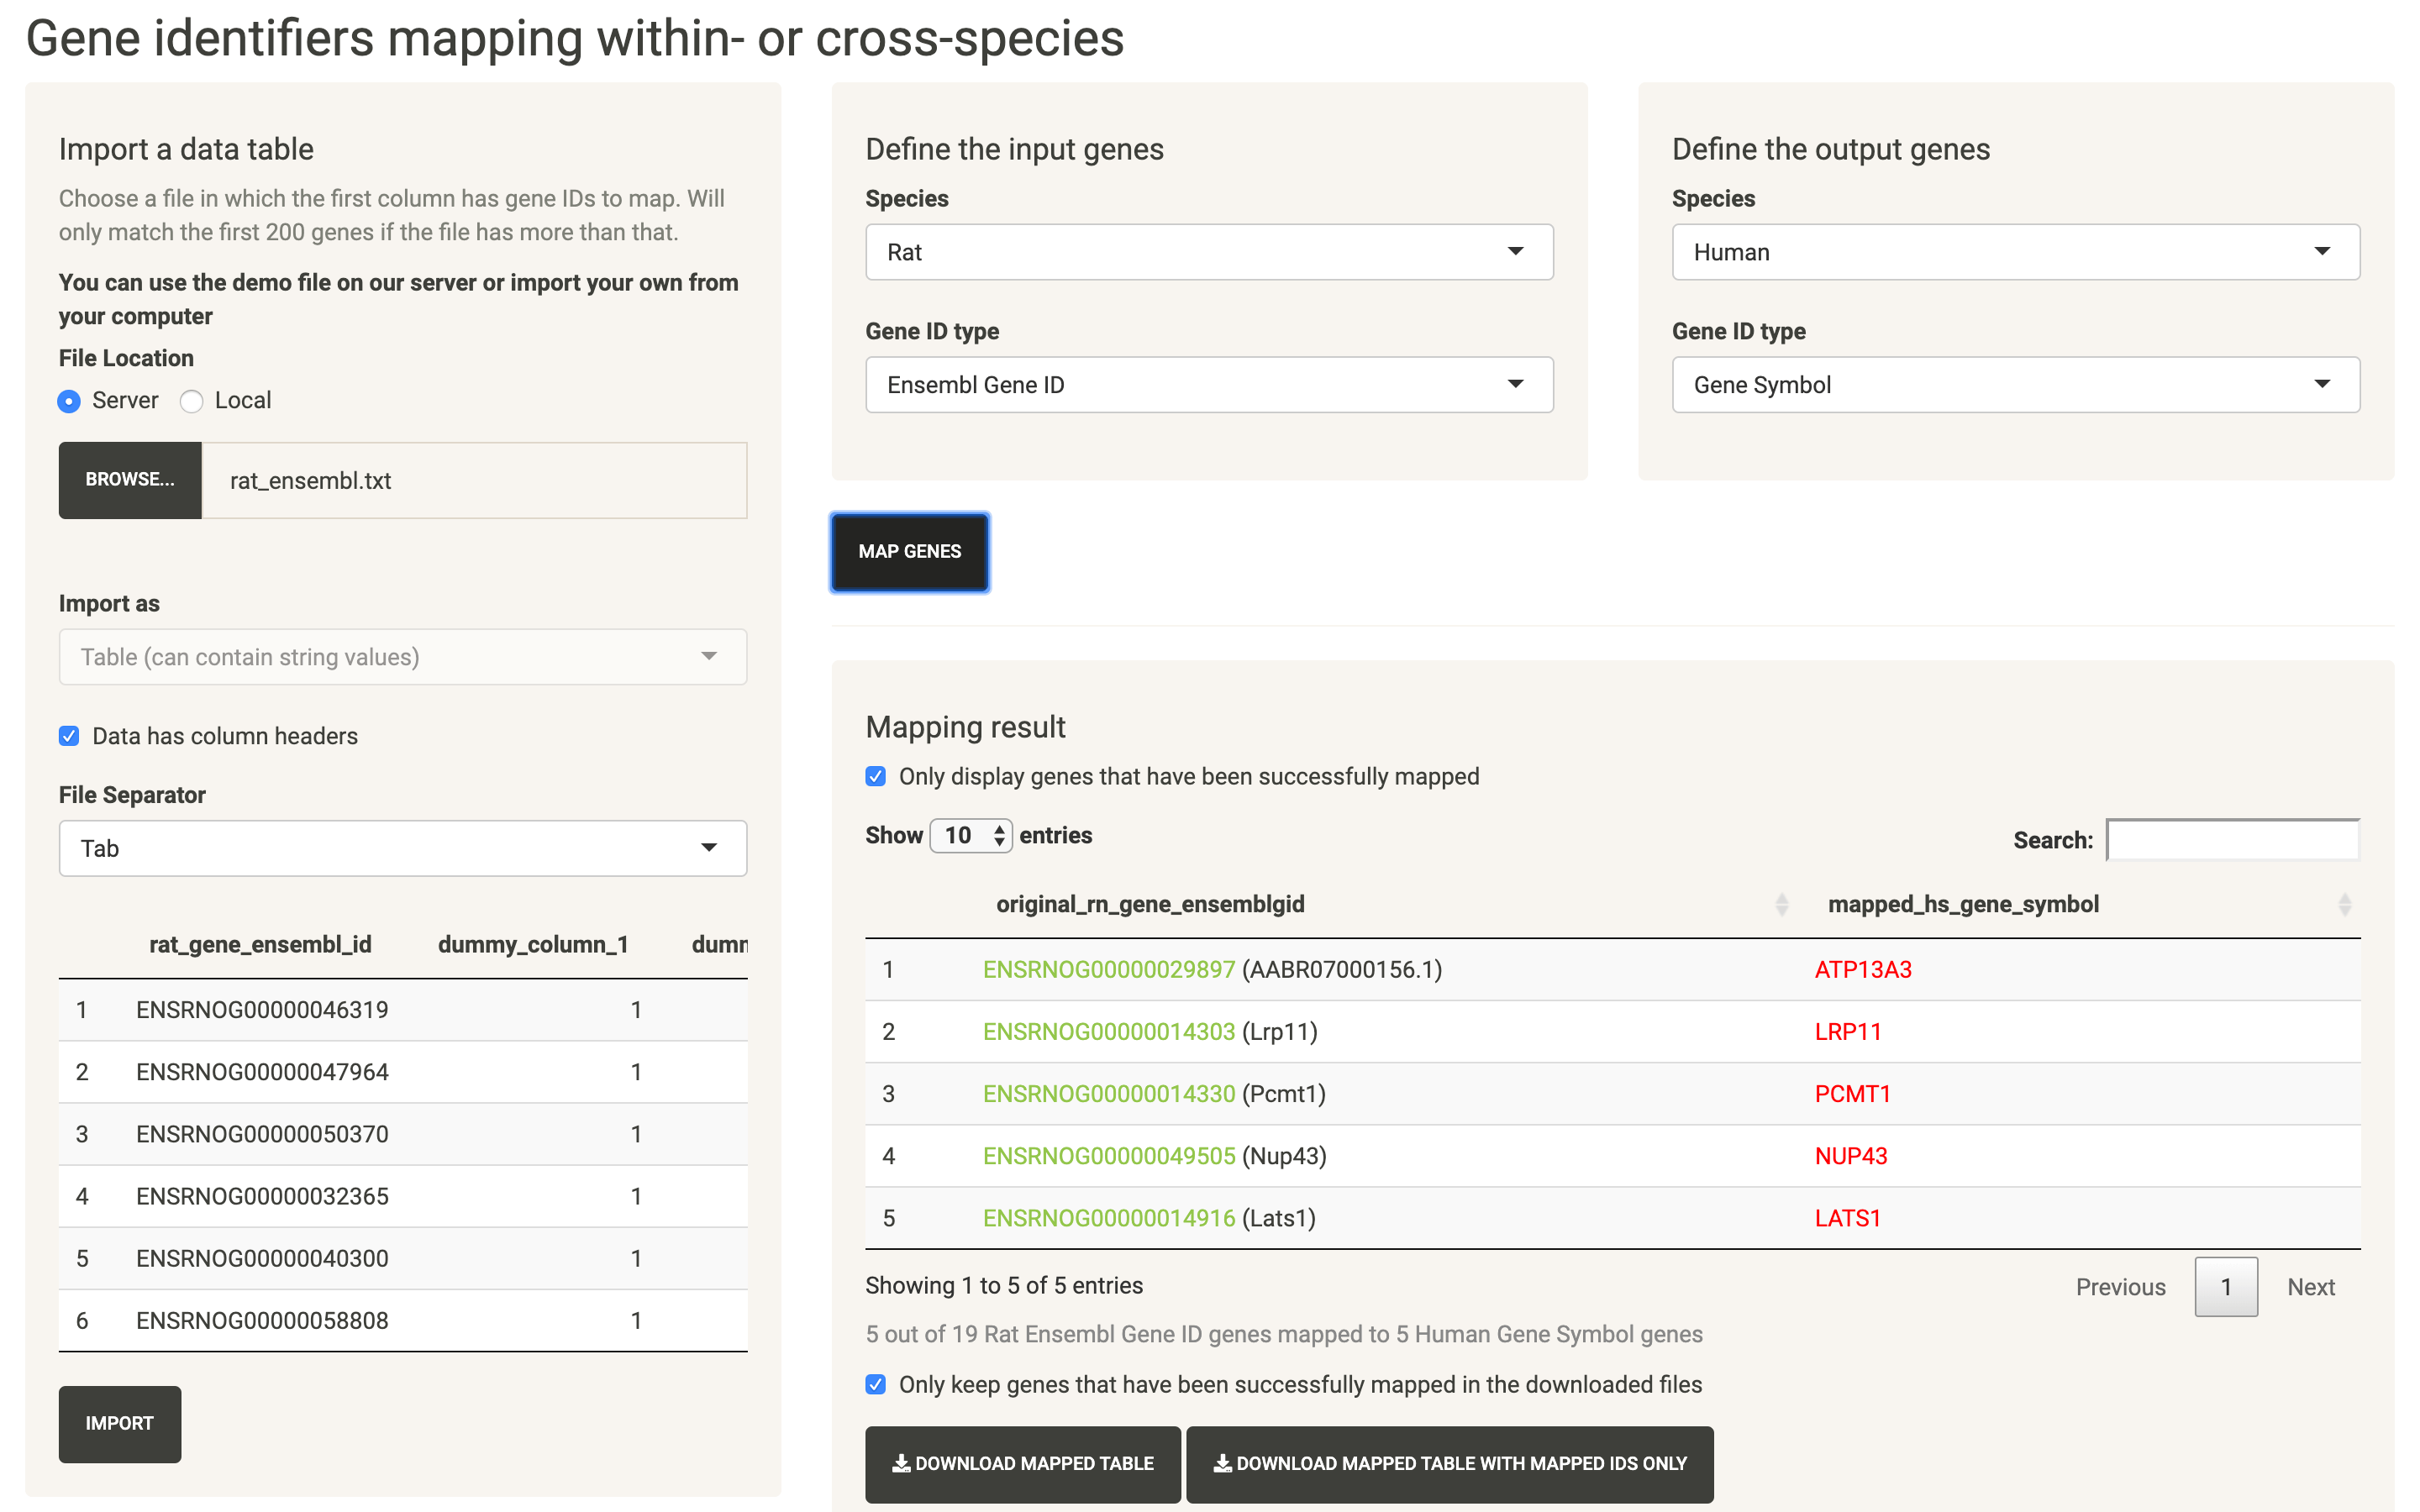 Gene identifiers mapping within- or cross-species
Import a data table
Choose a file in which the first column has gene IDs to map. Will
only match the first 200 genes if the file has more than that.
You can use the demo file on our server or import your own from
your computer
File Location
Server Local
BROWSE... rat_ensembl.txt
Import as
Table (can contain string values)
Data has column headers
File Separator
Tab
rat_gene_ensembl_id dummy_column_1
1 ENSRNOG00000046319 1
2 ENSRNOG00000047964 1
3 ENSRNOG00000050370 1
4 ENSRNOG00000032365 1
5 ENSRNOG00000040300 1
6 ENSRNOG00000058808 1
IMPORT
Define the input genes
Species
Rat
Gene ID type
Ensembl Gene ID
Define the output genes
Species
Human
Gene ID type
Gene Symbol
MAP GENES
Mapping result
Only display genes that have been successfully mapped
Show 10 entries
Search:
original_rn_gene_ensemblgid mapped_hs_gene_symbol
1 ENSRNOG00000029897 (AABR07000156.1) ATP13A3
2 ENSRNOG00000014303 (Lrp11) LRP11
3 ENSRNOG00000014330 (Pcmt1) PCMT1
4 ENSRNOG00000049505 (Nup43) NUP43
5 ENSRNOG00000014916 (Lats1) LATS1
Showing 1 to 5 of 5 entries
Previous 1 Next
5 out of 19 Rat Ensembl Gene ID genes mapped to 5 Human Gene Symbol genes
Only keep genes that have been successfully mapped in the downloaded files
DOWNLOAD MAPPED TABLE
DOWNLOAD MAPPED TABLE WITH MAPPED IDS ONLY